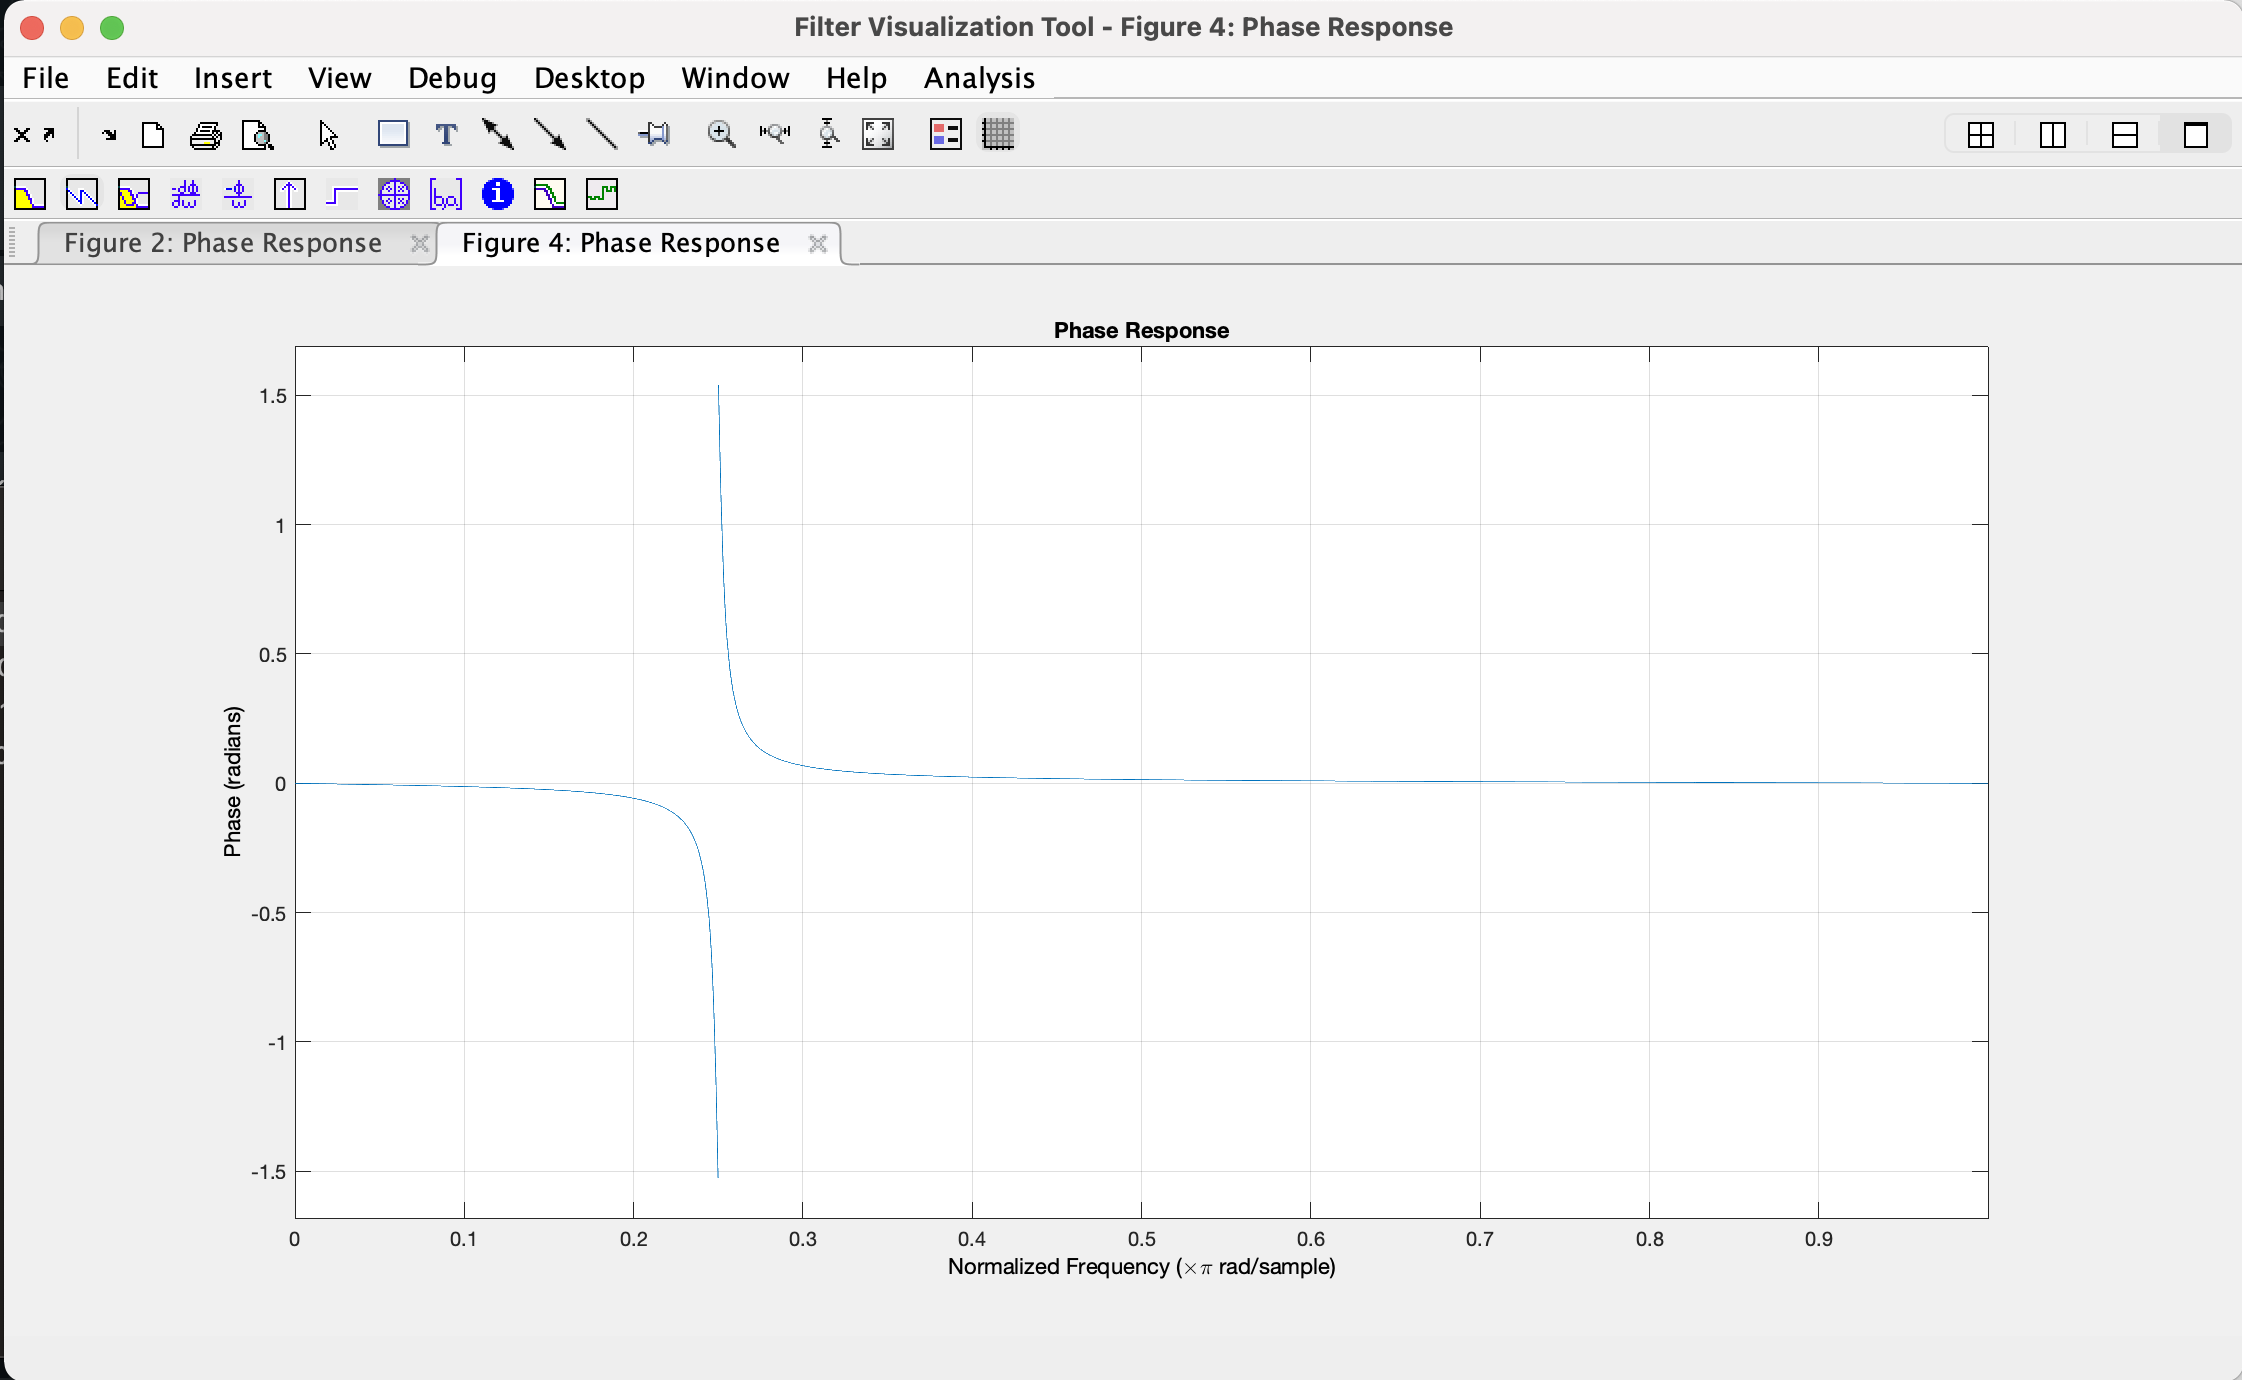 Filter Visualization Tool - Figure 4: Phase Response
File Edit Insert View Debug Desktop Window Help Analysis
Figure 2: Phase Response
Figure 4: Phase Response
Phase Response
1.5
1
0.5
0
-0.5
-1
-1.5
Phase (radians)
0 0.1 0.2 0.3 0.4 0.5 0.6 0.7 0.8 0.9
Normalized Frequency (×π rad/sample)